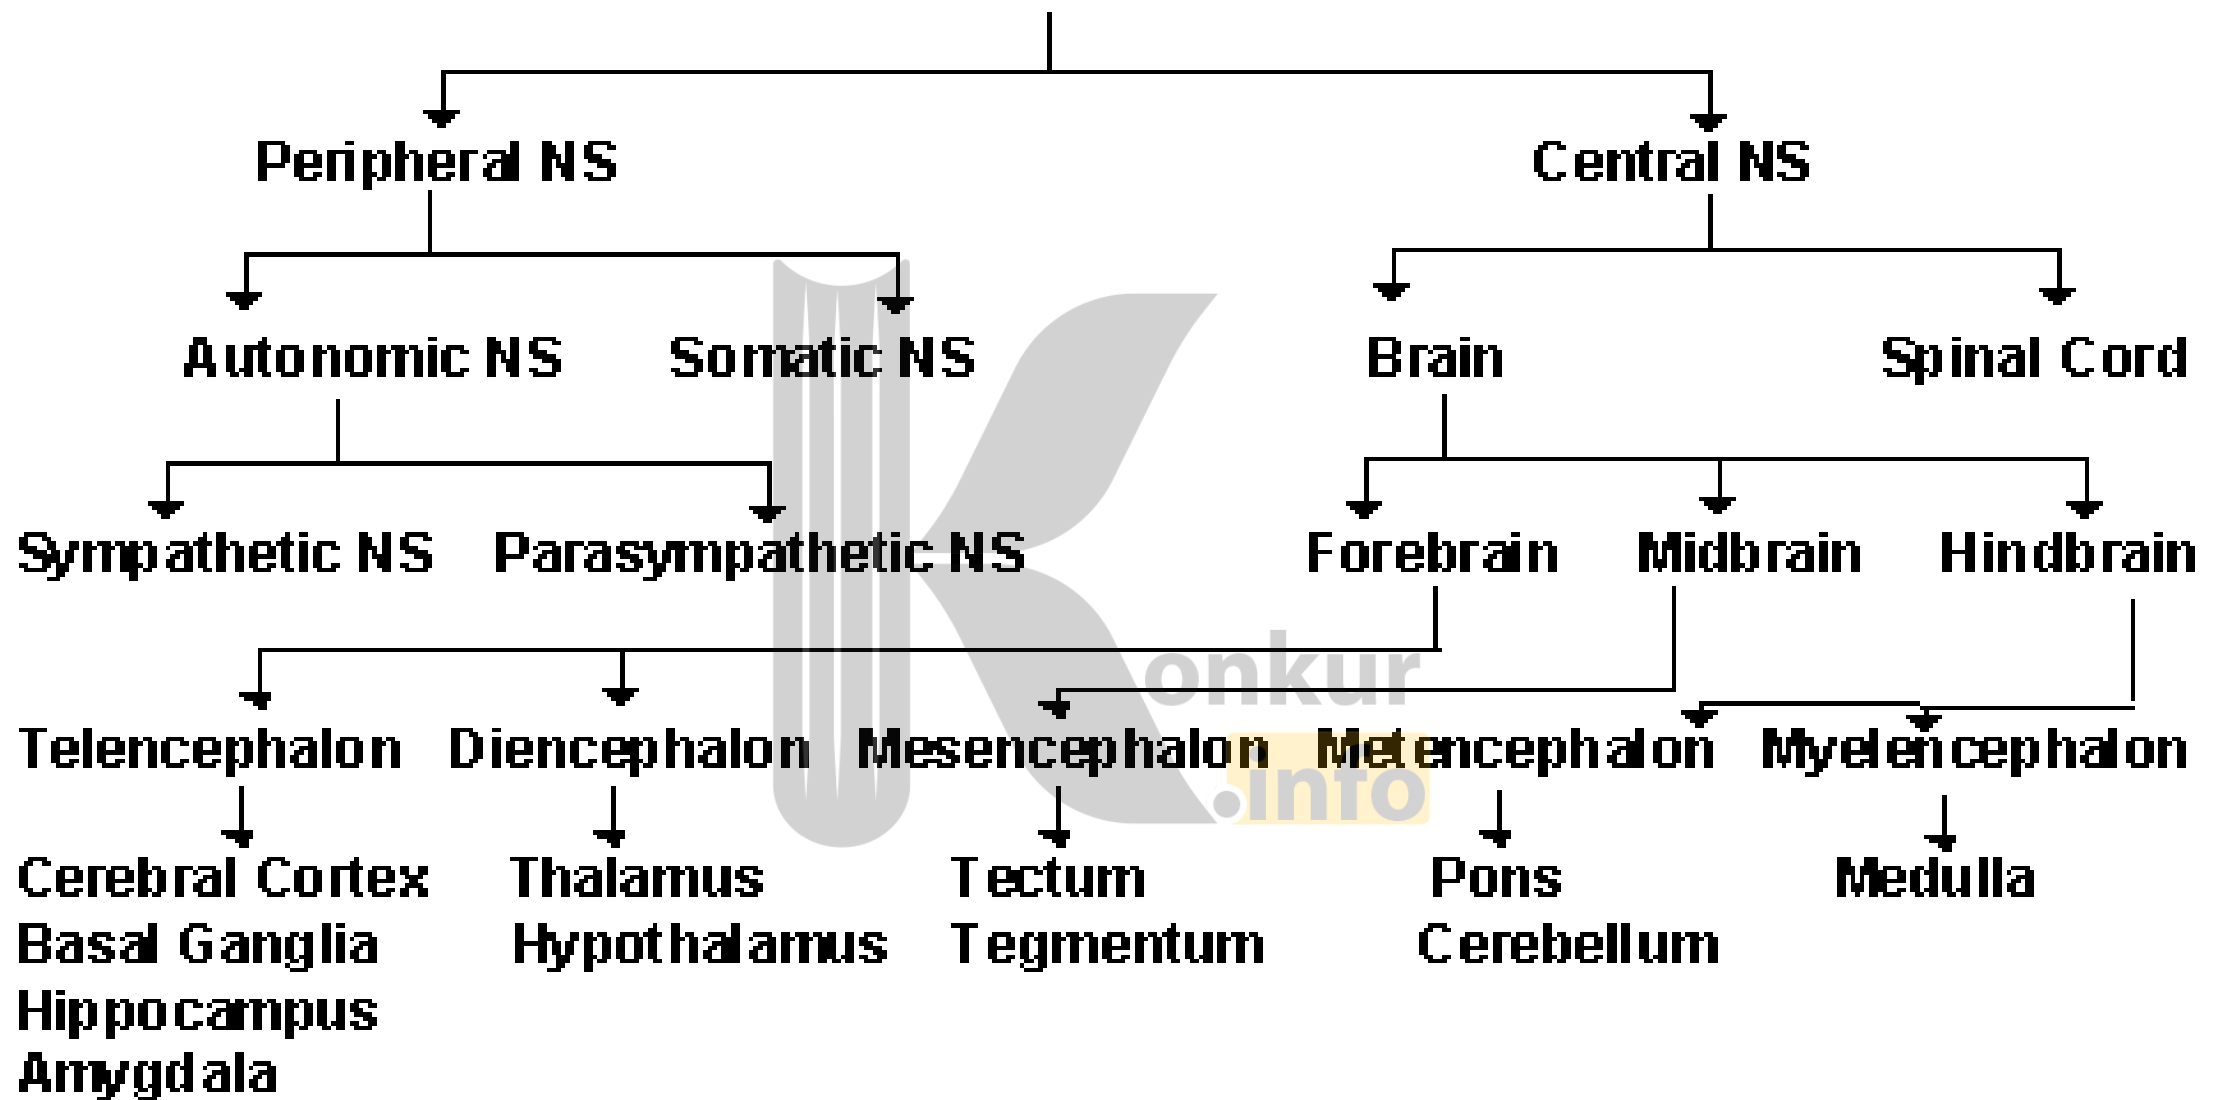 Peripheral NS Central NS
Autonomic NS Somatic NS Brain Spinal Cord
Sympathetic NS Parasympathetic NS Forebrain Midbrain Hindbrain
onkur
Telencephalon Diencephalon Mesencephalon Metencephalon Myelencephalon
.info
Cerebral Cortex Thalamus Tectum Pons Medulla
Basal Ganglia Hypothalamus Tegmentum Cerebellum
Hippocampus
Amygdala